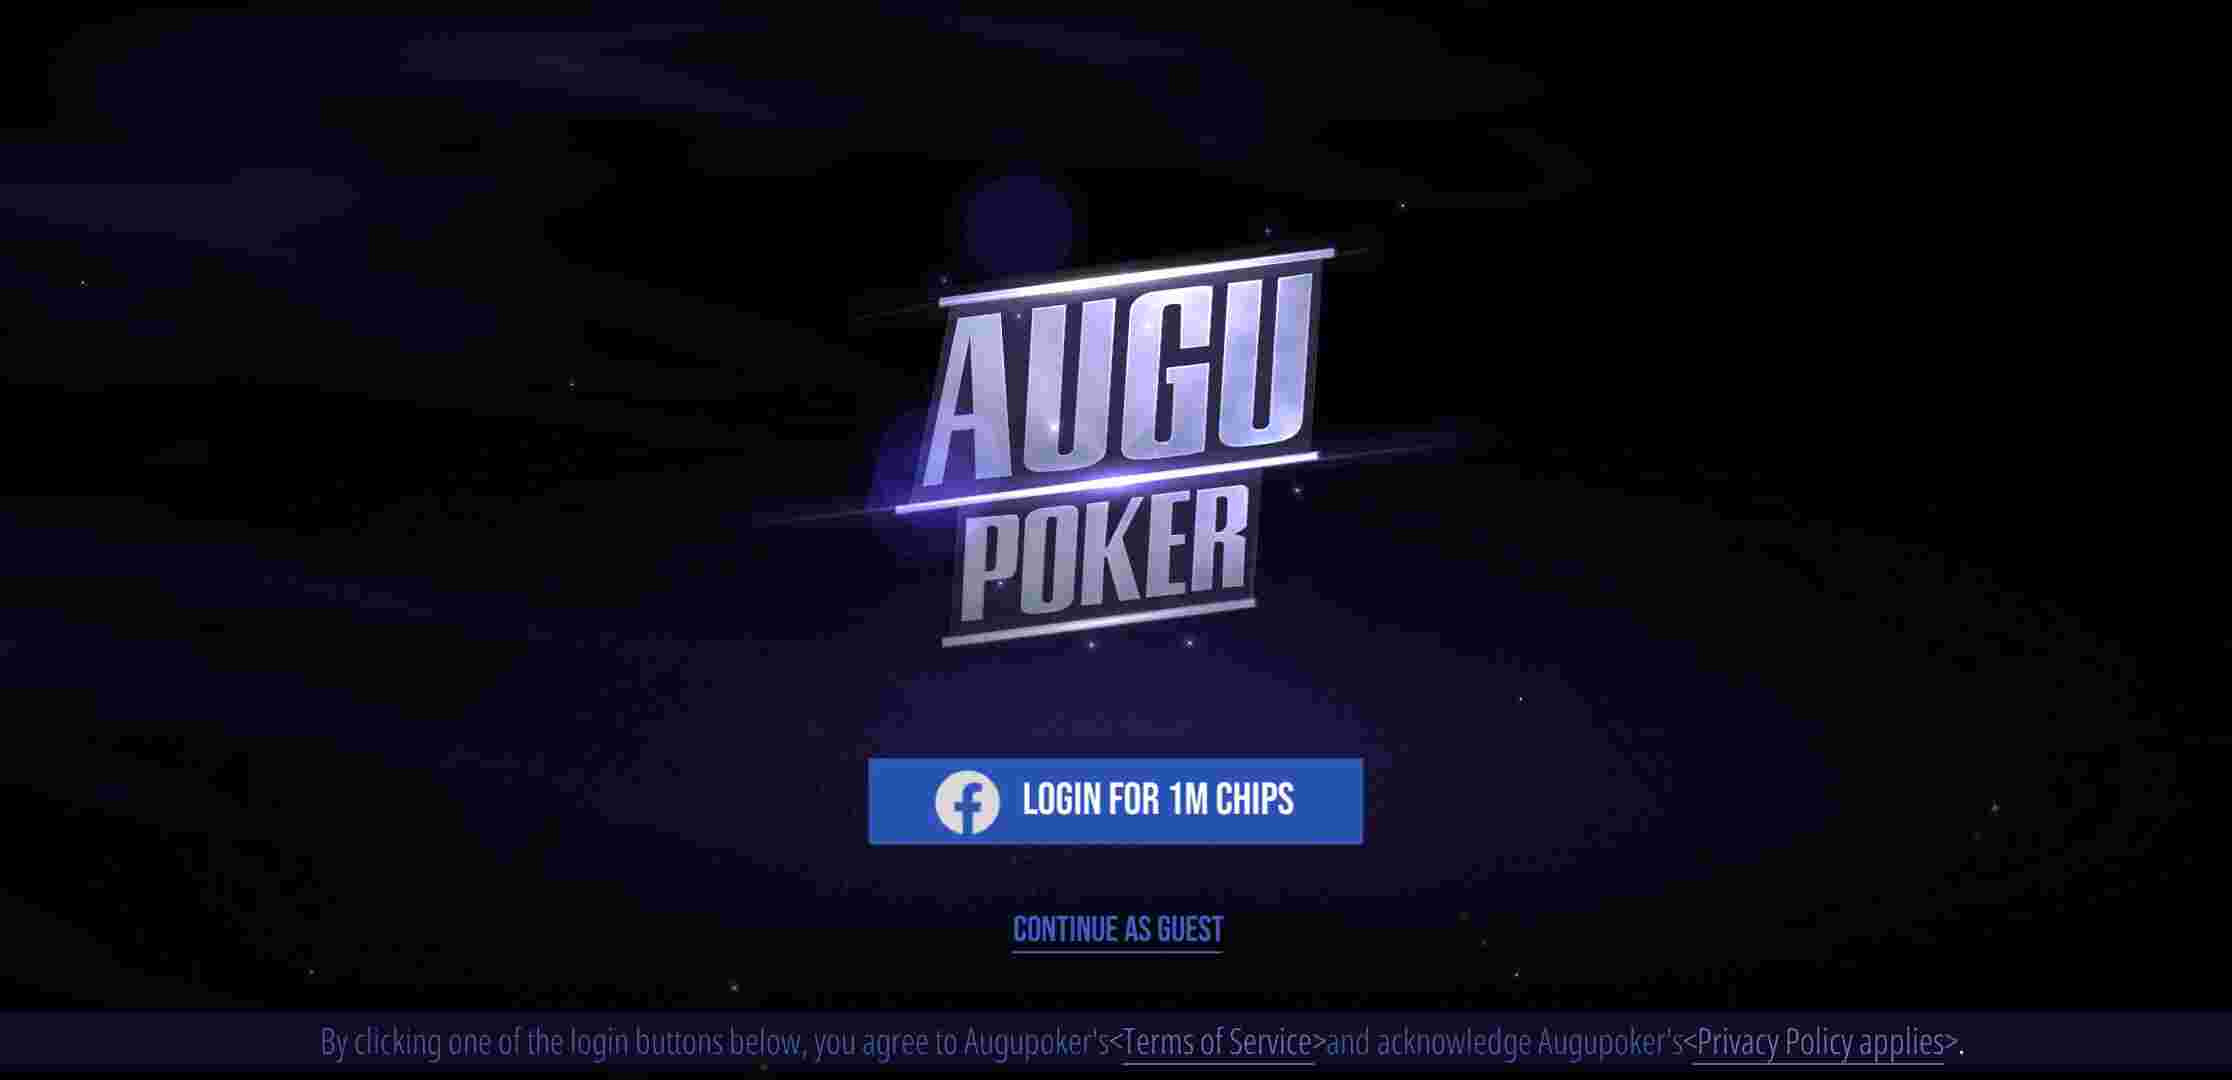 AUGU
POKER
LOGIN FOR 1M CHIPS
CONTINUE AS GUEST
By clicking one of the login buttons below, you agree to Augupoker's<Terms of Service>and acknowledge Augupoker's<Privacy Policy applies>.